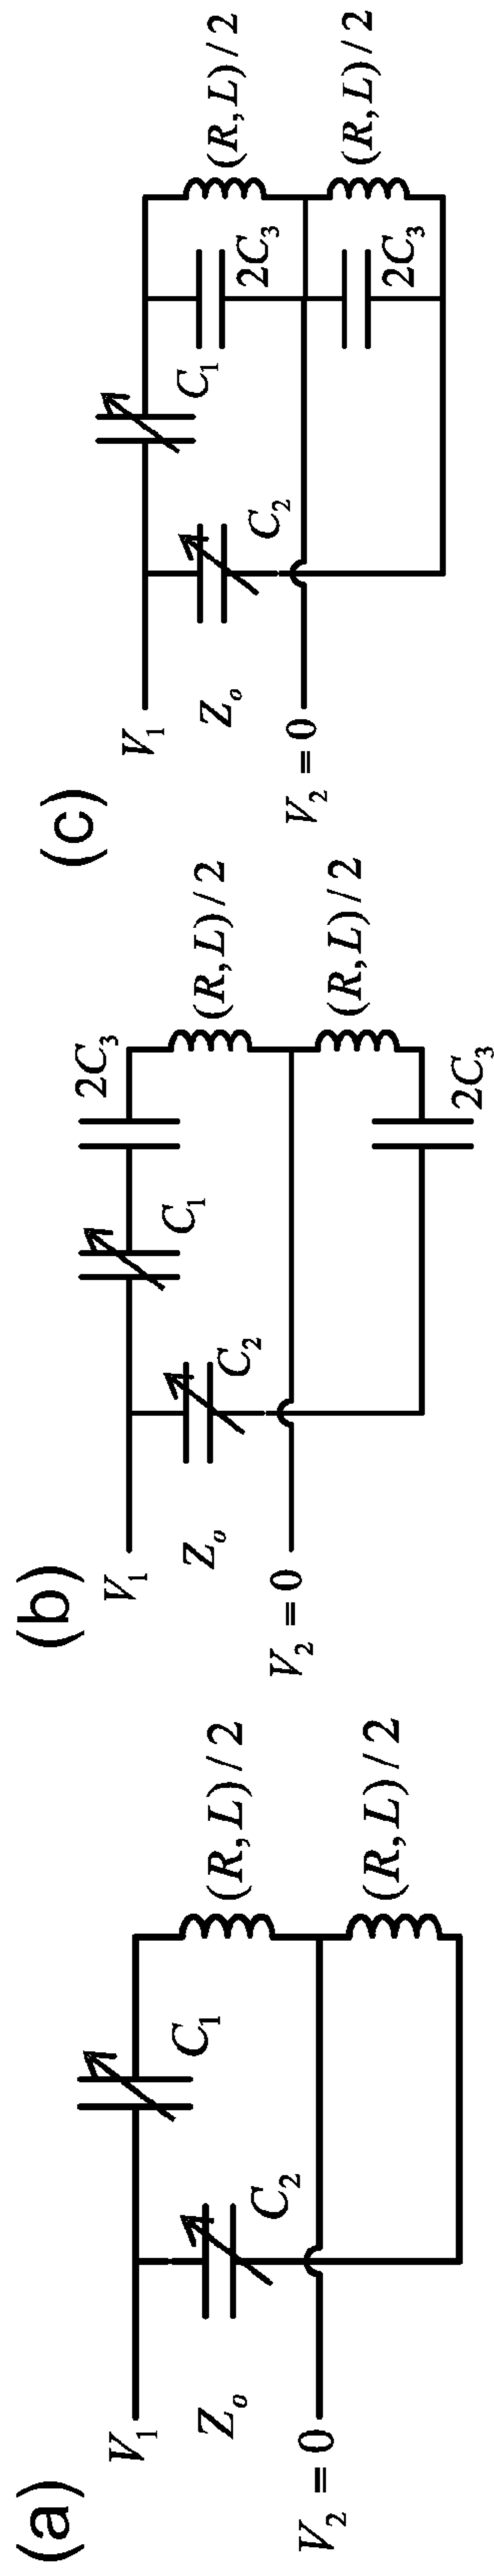 (a)
V₁
Zₒ
V₂ = 0
C₁
C₂
(R, L) / 2
(R, L) / 2
(b)
V₁
Zₒ
V₂ = 0
C₁
C₂
2C₃
(R, L) / 2
(R, L) / 2
2C₃
(c)
V₁
Zₒ
V₂ = 0
C₁
C₂
2C₃
(R, L) / 2
2C₃
(R, L) / 2